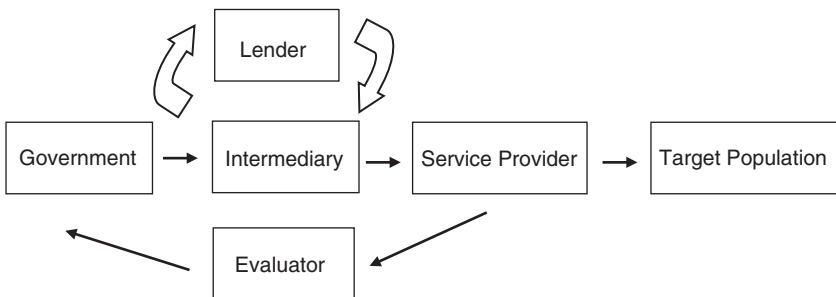 Lender
Government
Intermediary
Service Provider
Target Population
Evaluator